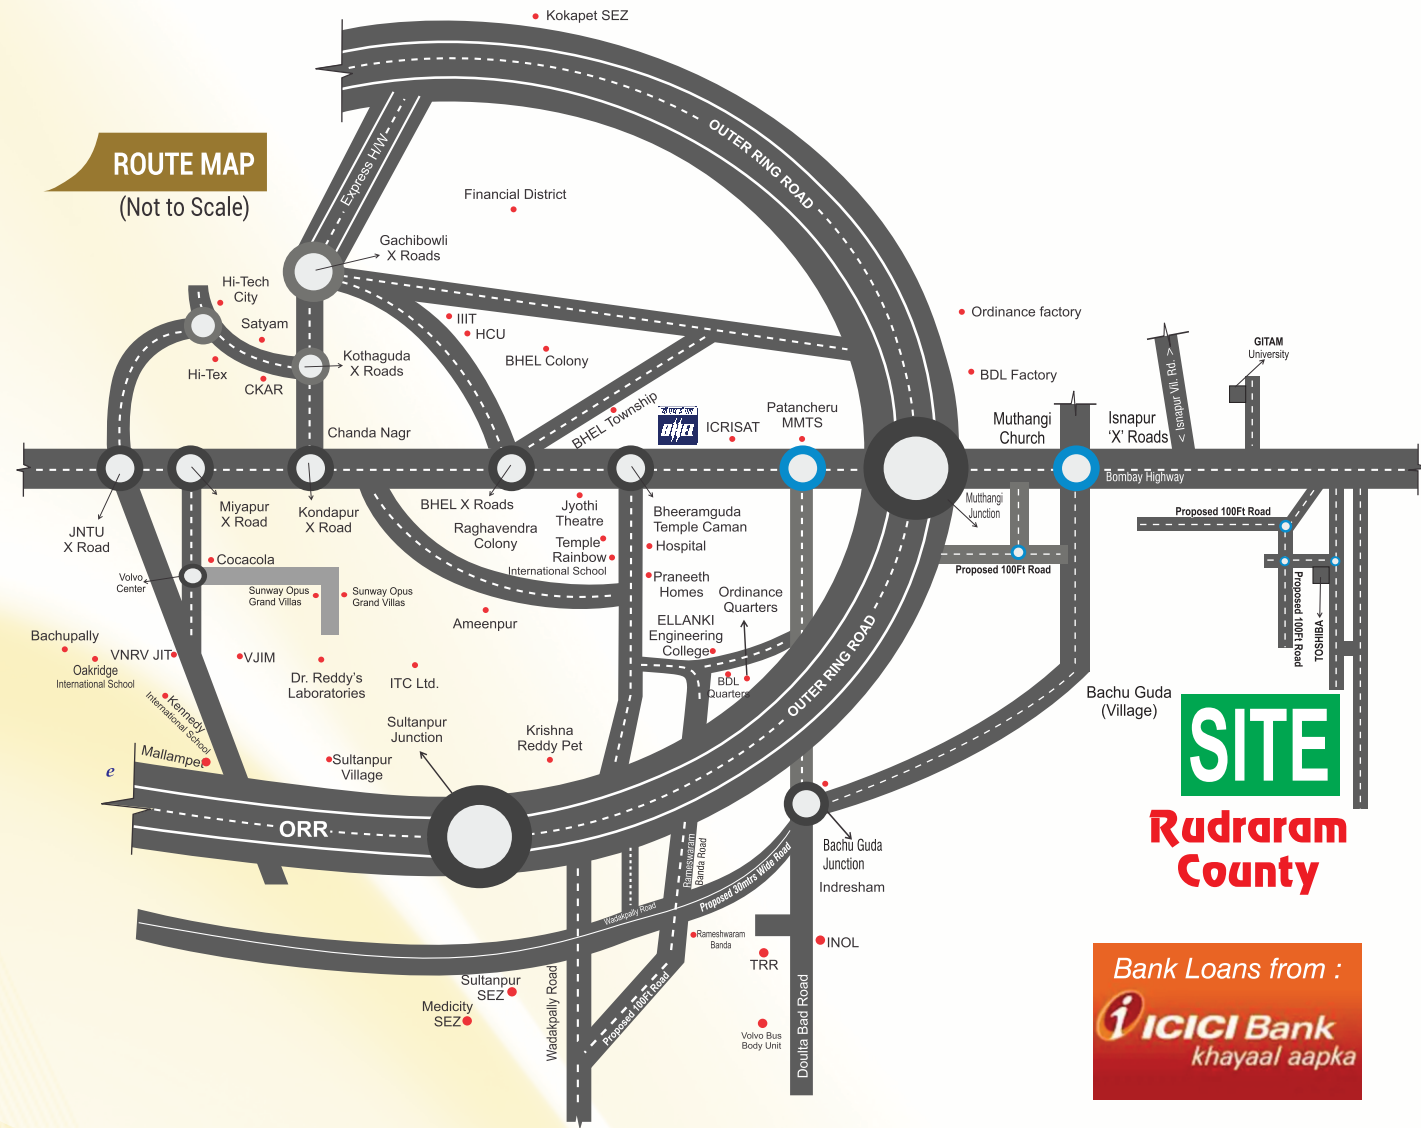 Kokapet SEZ
OUTER RING ROAD
Express H/W
ROUTE MAP
(Not to Scale)
Financial District
Gachibowli
X Roads
Hi-Tech
City
Satyam
Hi-Tex
CKAR
Kothaguda
X Roads
IIIT
HCU
BHEL Colony
Ordinance factory
BDL Factory
GITAM
University
< Isnapur Vil. Rd. >
BHEL Township
BHEL
ICRISAT
Patancheru
MMTS
Muthangi
Church
Isnapur
‘X’ Roads
Chanda Nagr
Bombay Highway
JNTU
X Road
Miyapur
X Road
Kondapur
X Road
BHEL X Roads
Raghavendra
Colony
Jyothi
Theatre
Temple
Rainbow
International School
Bheeramguda
Temple Caman
Hospital
Praneeth
Homes
Mutthangi
Junction
Proposed 100Ft Road
Proposed 100Ft Road
Proposed 100Ft Road
TOSHIBA
Cocacola
Volvo
Center
Sunway Opus
Grand Villas
Sunway Opus
Grand Villas
Ameenpur
Ordinance
Quarters
ELLANKI
Engineering
College
BDL
Quarters
OUTER RING ROAD
Bachupally
Oakridge
International School
VNRV JIT
VJIM
Dr. Reddy’s
Laboratories
ITC Ltd.
Kennedy
International School
Mallampet
Sultanpur
Junction
Sultanpur
Village
Krishna
Reddy Pet
Bachu Guda
(Village)
SITE
Rudraram
County
e
ORR
Rameswaram
Banda Road
Proposed 30mtrs Wide Road
Wadakpally Road
Bachu Guda
Junction
Indresham
Rameshwaram
Banda
TRR
INOL
Sultanpur
SEZ
Medicity
SEZ
Wadakpally Road
Proposed 100Ft Road
Volvo Bus
Body Unit
Doulta Bad Road
Bank Loans from :
i ICICI Bank
khayaal aapka